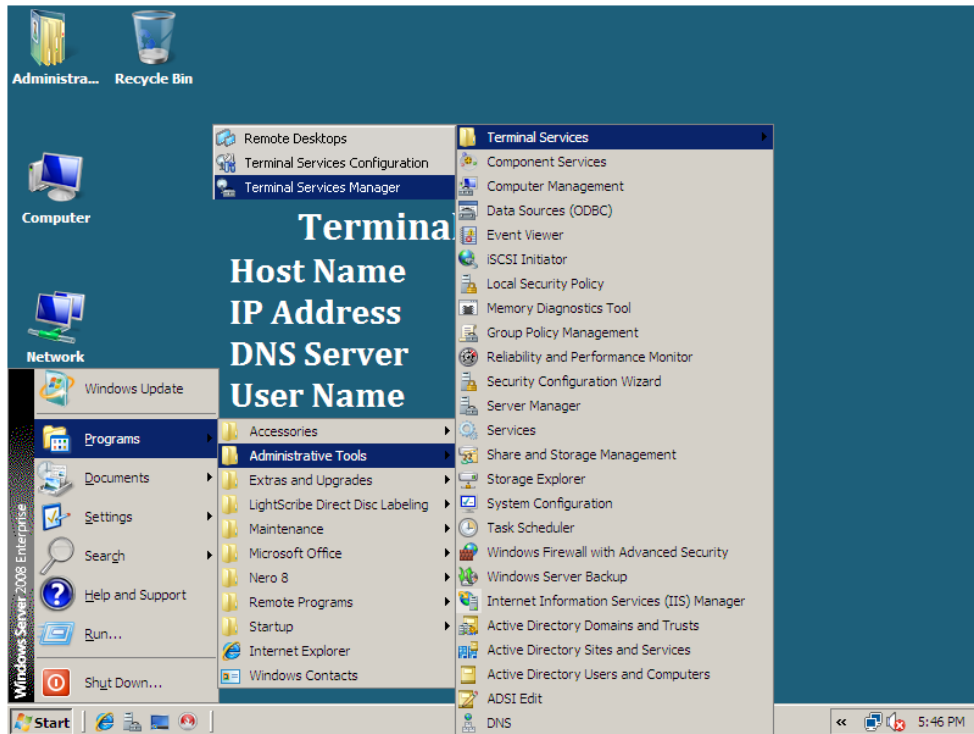 Administra...
Recycle Bin
Computer
Network
Remote Desktops
Terminal Services Configuration
Terminal Services Manager
Termina
Host Name
IP Address
DNS Server
User Name
Terminal Services
Component Services
Computer Management
Data Sources (ODBC)
Event Viewer
iSCSI Initiator
Local Security Policy
Memory Diagnostics Tool
Group Policy Management
Reliability and Performance Monitor
Security Configuration Wizard
Server Manager
Services
Share and Storage Management
Storage Explorer
System Configuration
Task Scheduler
Windows Firewall with Advanced Security
Windows Server Backup
Internet Information Services (IIS) Manager
Active Directory Domains and Trusts
Active Directory Sites and Services
Active Directory Users and Computers
ADSI Edit
DNS
Accessories
Administrative Tools
Extras and Upgrades
LightScribe Direct Disc Labeling
Maintenance
Microsoft Office
Nero 8
Remote Programs
Startup
Internet Explorer
Windows Contacts
Windows Update
Programs
Documents
Settings
Search
Help and Support
Run...
Shut Down...
Windows Server 2008 Enterprise
Start
5:46 PM